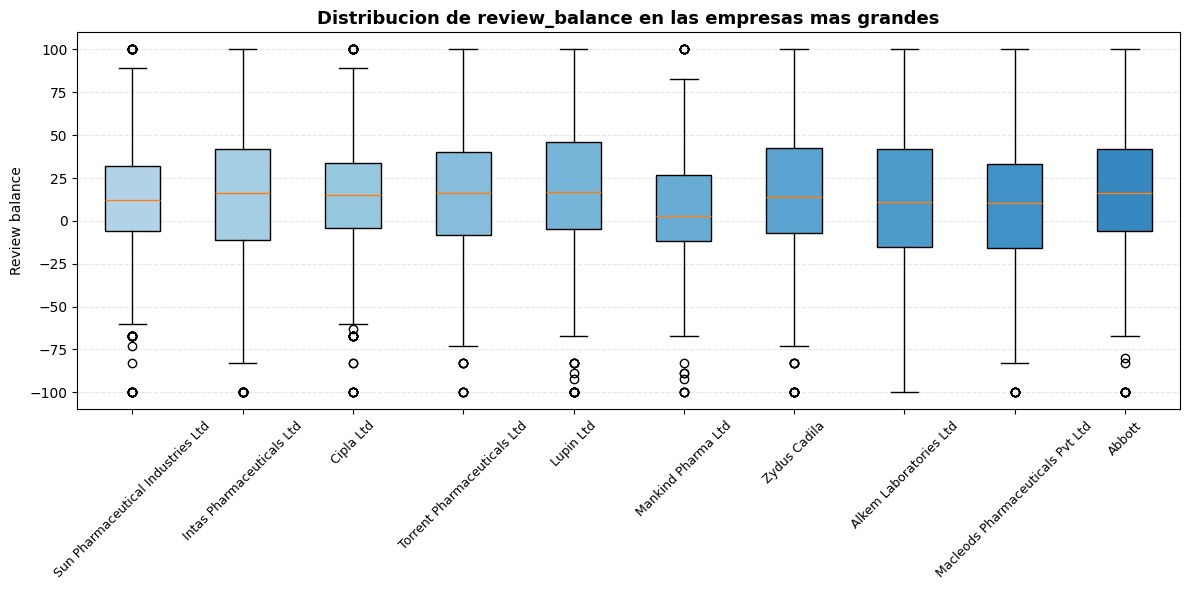 Distribucion de review_balance en las empresas mas grandes
Review balance
100
75
50
25
0
−25
−50
−75
−100
Sun Pharmaceutical Industries Ltd
Intas Pharmaceuticals Ltd
Cipla Ltd
Torrent Pharmaceuticals Ltd
Lupin Ltd
Mankind Pharma Ltd
Zydus Cadila
Alkem Laboratories Ltd
Macleods Pharmaceuticals Pvt Ltd
Abbott